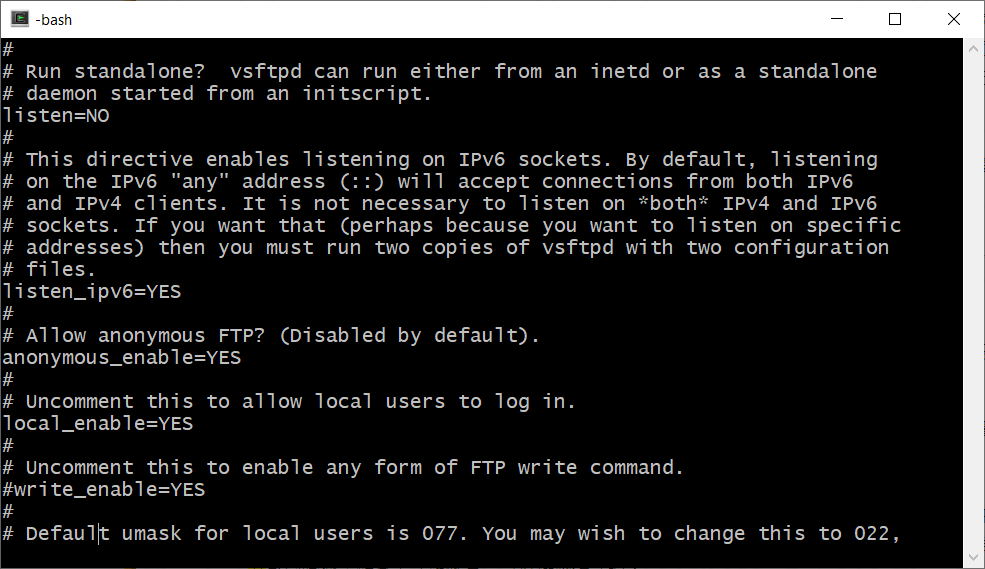 -bash
#
# Run standalone?  vsftpd can run either from an inetd or as a standalone
# daemon started from an initscript.
listen=NO
#
# This directive enables listening on IPv6 sockets. By default, listening
# on the IPv6 "any" address (::) will accept connections from both IPv6
# and IPv4 clients. It is not necessary to listen on *both* IPv4 and IPv6
# sockets. If you want that (perhaps because you want to listen on specific
# addresses) then you must run two copies of vsftpd with two configuration
# files.
listen_ipv6=YES
#
# Allow anonymous FTP? (Disabled by default).
anonymous_enable=YES
#
# Uncomment this to allow local users to log in.
local_enable=YES
#
# Uncomment this to enable any form of FTP write command.
#write_enable=YES
#
# Default umask for local users is 077. You may wish to change this to 022,